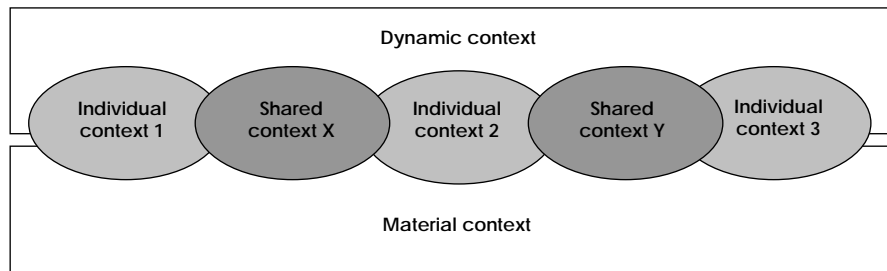 Dynamic context
Individual
context 1
Shared
context X
Individual
context 2
Shared
context Y
Individual
context 3
Material context